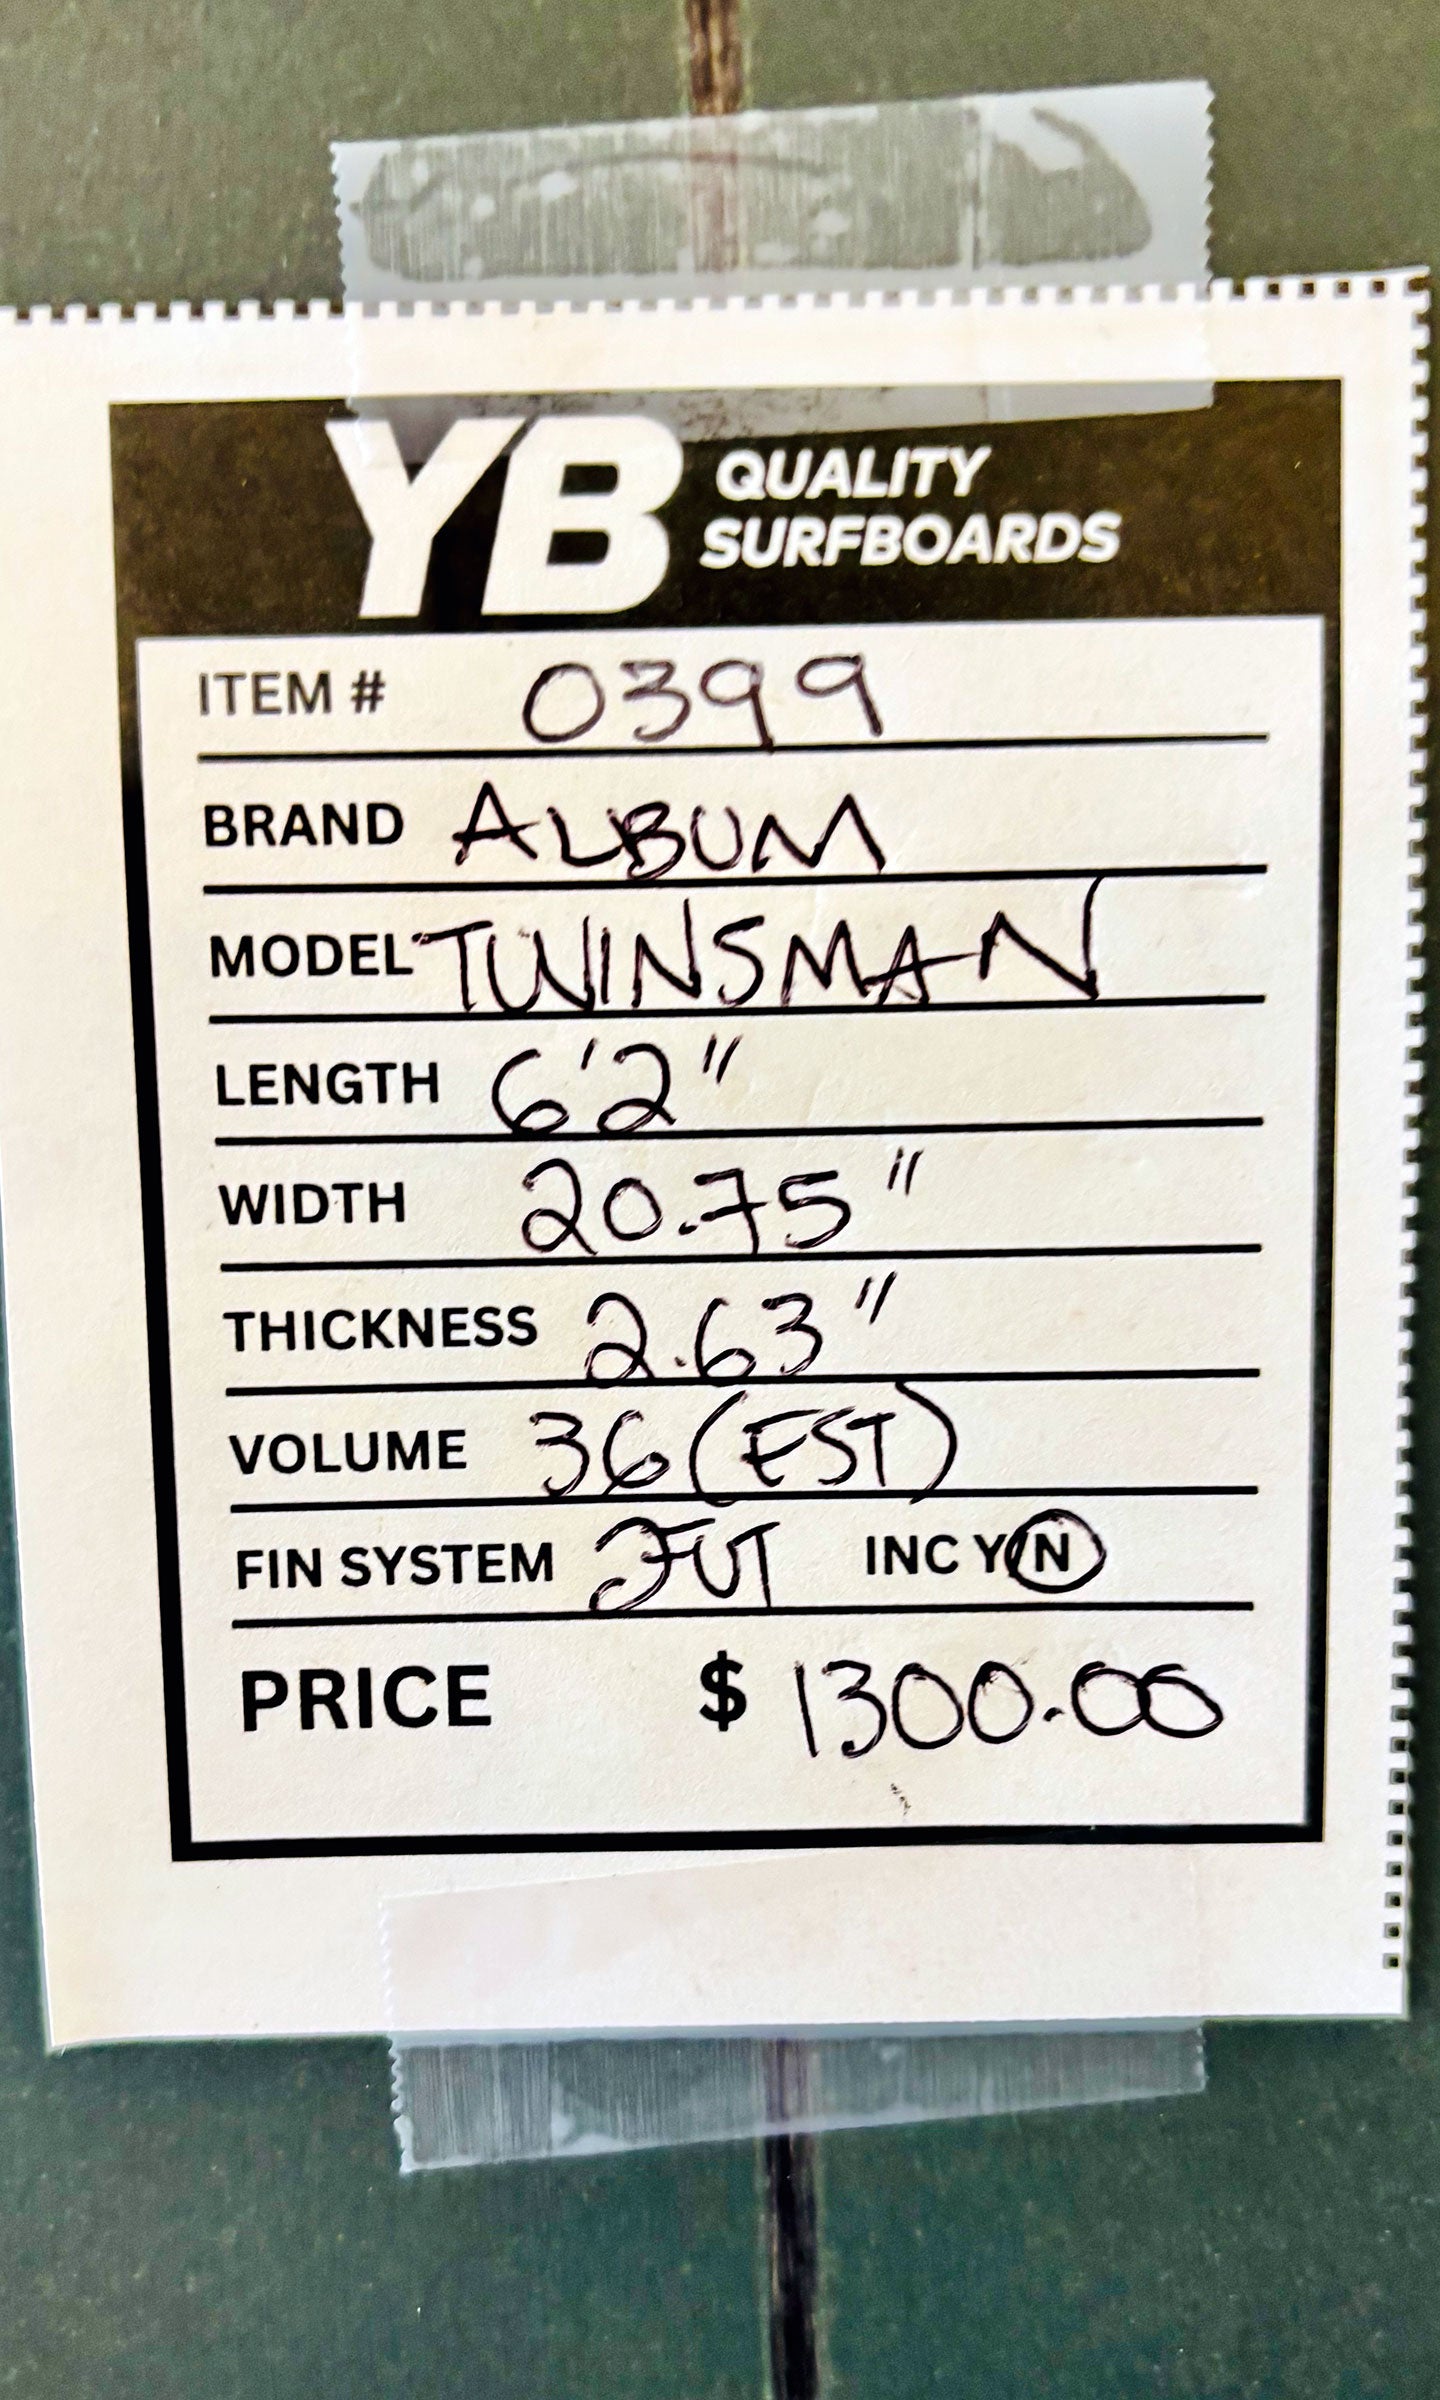 YB QUALITY
SURFBOARDS
ITEM # 0399
BRAND ALBUM
MODEL TWINSMAN
LENGTH 6'2"
WIDTH 20.75"
THICKNESS 2.63"
VOLUME 36 (EST)
FIN SYSTEM FUT INC Y/N
PRICE $ 1300.00